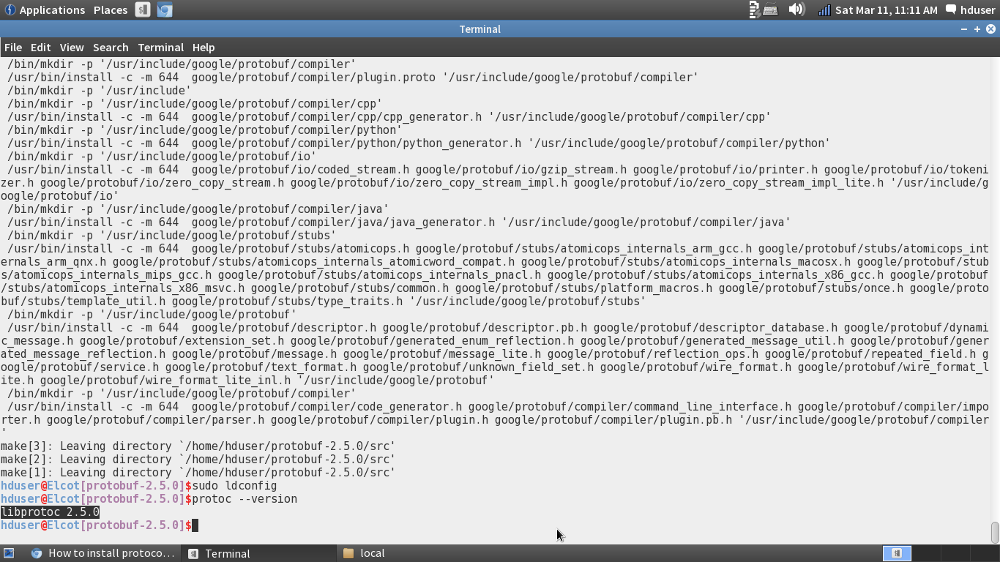 Applications Places Sat Mar 11, 11:11 AM hduser
Terminal
File Edit View Search Terminal Help
/bin/mkdir -p '/usr/include/google/protobuf/compiler'
/usr/bin/install -c -m 644  google/protobuf/compiler/plugin.proto '/usr/include/google/protobuf/compiler'
/bin/mkdir -p '/usr/include'
/bin/mkdir -p '/usr/include/google/protobuf/compiler/cpp'
/usr/bin/install -c -m 644  google/protobuf/compiler/cpp/cpp_generator.h '/usr/include/google/protobuf/compiler/cpp'
/bin/mkdir -p '/usr/include/google/protobuf/compiler/python'
/usr/bin/install -c -m 644  google/protobuf/compiler/python/python_generator.h '/usr/include/google/protobuf/compiler/python'
/bin/mkdir -p '/usr/include/google/protobuf/io'
/usr/bin/install -c -m 644  google/protobuf/io/coded_stream.h google/protobuf/io/gzip_stream.h google/protobuf/io/printer.h google/protobuf/io/tokeni
zer.h google/protobuf/io/zero_copy_stream.h google/protobuf/io/zero_copy_stream_impl.h google/protobuf/io/zero_copy_stream_impl_lite.h '/usr/include/g
oogle/protobuf/io'
/bin/mkdir -p '/usr/include/google/protobuf/compiler/java'
/usr/bin/install -c -m 644  google/protobuf/compiler/java/java_generator.h '/usr/include/google/protobuf/compiler/java'
/bin/mkdir -p '/usr/include/google/protobuf/stubs'
/usr/bin/install -c -m 644  google/protobuf/stubs/atomicops.h google/protobuf/stubs/atomicops_internals_arm_gcc.h google/protobuf/stubs/atomicops_int
ernals_arm_qnx.h google/protobuf/stubs/atomicops_internals_atomicword_compat.h google/protobuf/stubs/atomicops_internals_macosx.h google/protobuf/stub
s/atomicops_internals_mips_gcc.h google/protobuf/stubs/atomicops_internals_pnacl.h google/protobuf/stubs/atomicops_internals_x86_gcc.h google/protobuf
/stubs/atomicops_internals_x86_msvc.h google/protobuf/stubs/common.h google/protobuf/stubs/platform_macros.h google/protobuf/stubs/once.h google/proto
buf/stubs/template_util.h google/protobuf/stubs/type_traits.h '/usr/include/google/protobuf/stubs'
/bin/mkdir -p '/usr/include/google/protobuf'
/usr/bin/install -c -m 644  google/protobuf/descriptor.h google/protobuf/descriptor.pb.h google/protobuf/descriptor_database.h google/protobuf/dynami
c_message.h google/protobuf/extension_set.h google/protobuf/generated_enum_reflection.h google/protobuf/generated_message_util.h google/protobuf/gener
ated_message_reflection.h google/protobuf/message.h google/protobuf/message_lite.h google/protobuf/reflection_ops.h google/protobuf/repeated_field.h g
oogle/protobuf/service.h google/protobuf/text_format.h google/protobuf/unknown_field_set.h google/protobuf/wire_format.h google/protobuf/wire_format_l
ite.h google/protobuf/wire_format_lite_inl.h '/usr/include/google/protobuf'
/bin/mkdir -p '/usr/include/google/protobuf/compiler'
/usr/bin/install -c -m 644  google/protobuf/compiler/code_generator.h google/protobuf/compiler/command_line_interface.h google/protobuf/compiler/impo
rter.h google/protobuf/compiler/parser.h google/protobuf/compiler/plugin.h google/protobuf/compiler/plugin.pb.h '/usr/include/google/protobuf/compiler
'
make[3]: Leaving directory `/home/hduser/protobuf-2.5.0/src'
make[2]: Leaving directory `/home/hduser/protobuf-2.5.0/src'
make[1]: Leaving directory `/home/hduser/protobuf-2.5.0/src'
hduser@Elcot[protobuf-2.5.0]$sudo ldconfig
hduser@Elcot[protobuf-2.5.0]$protoc --version
libprotoc 2.5.0
hduser@Elcot[protobuf-2.5.0]$
How to install protoco… Terminal local